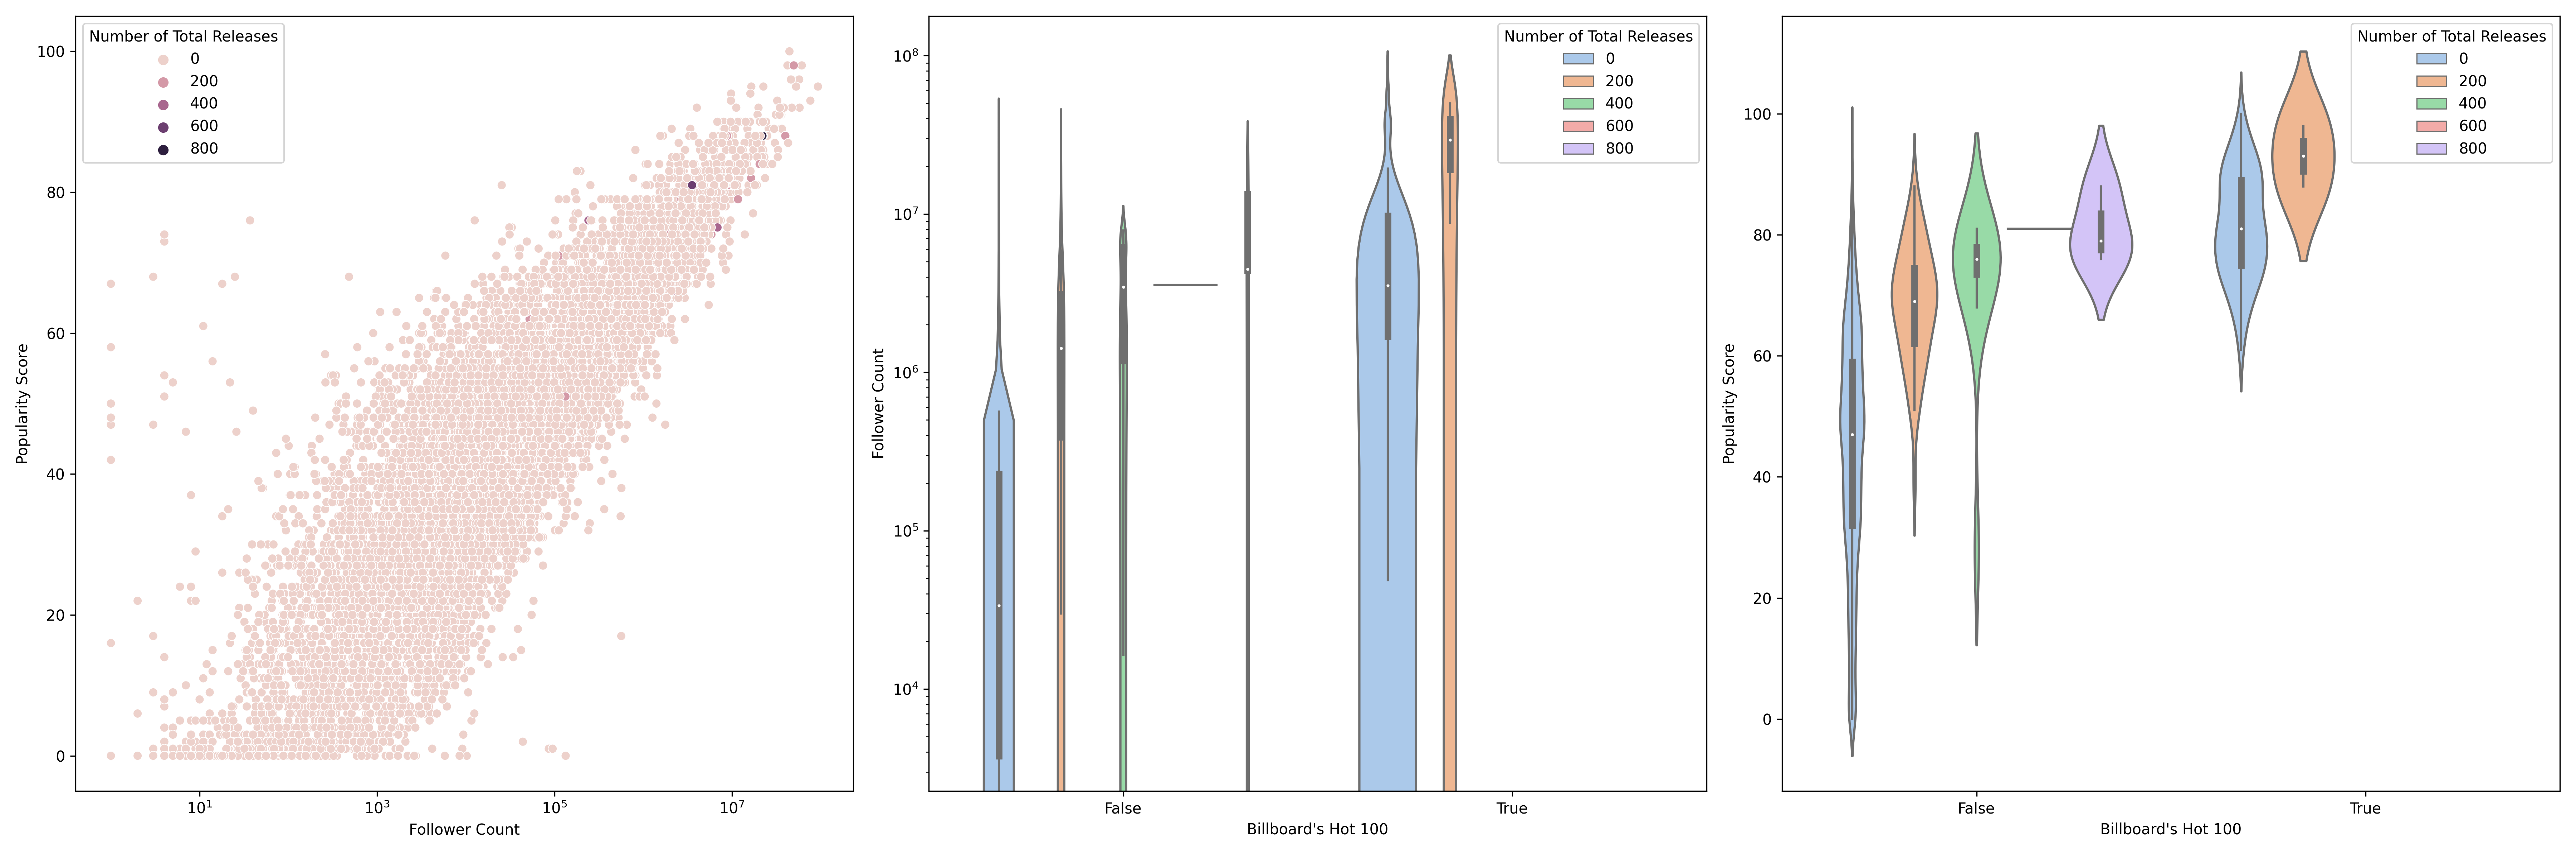 Number of Total Releases
0
200
400
600
800
100
80
60
40
20
0
Popularity Score
10^1
10^3
10^5
10^7
Follower Count
Number of Total Releases
0
200
400
600
800
10^8
10^7
10^6
10^5
10^4
Follower Count
False
True
Billboard's Hot 100
Number of Total Releases
0
200
400
600
800
100
80
60
40
20
0
Popularity Score
False
True
Billboard's Hot 100